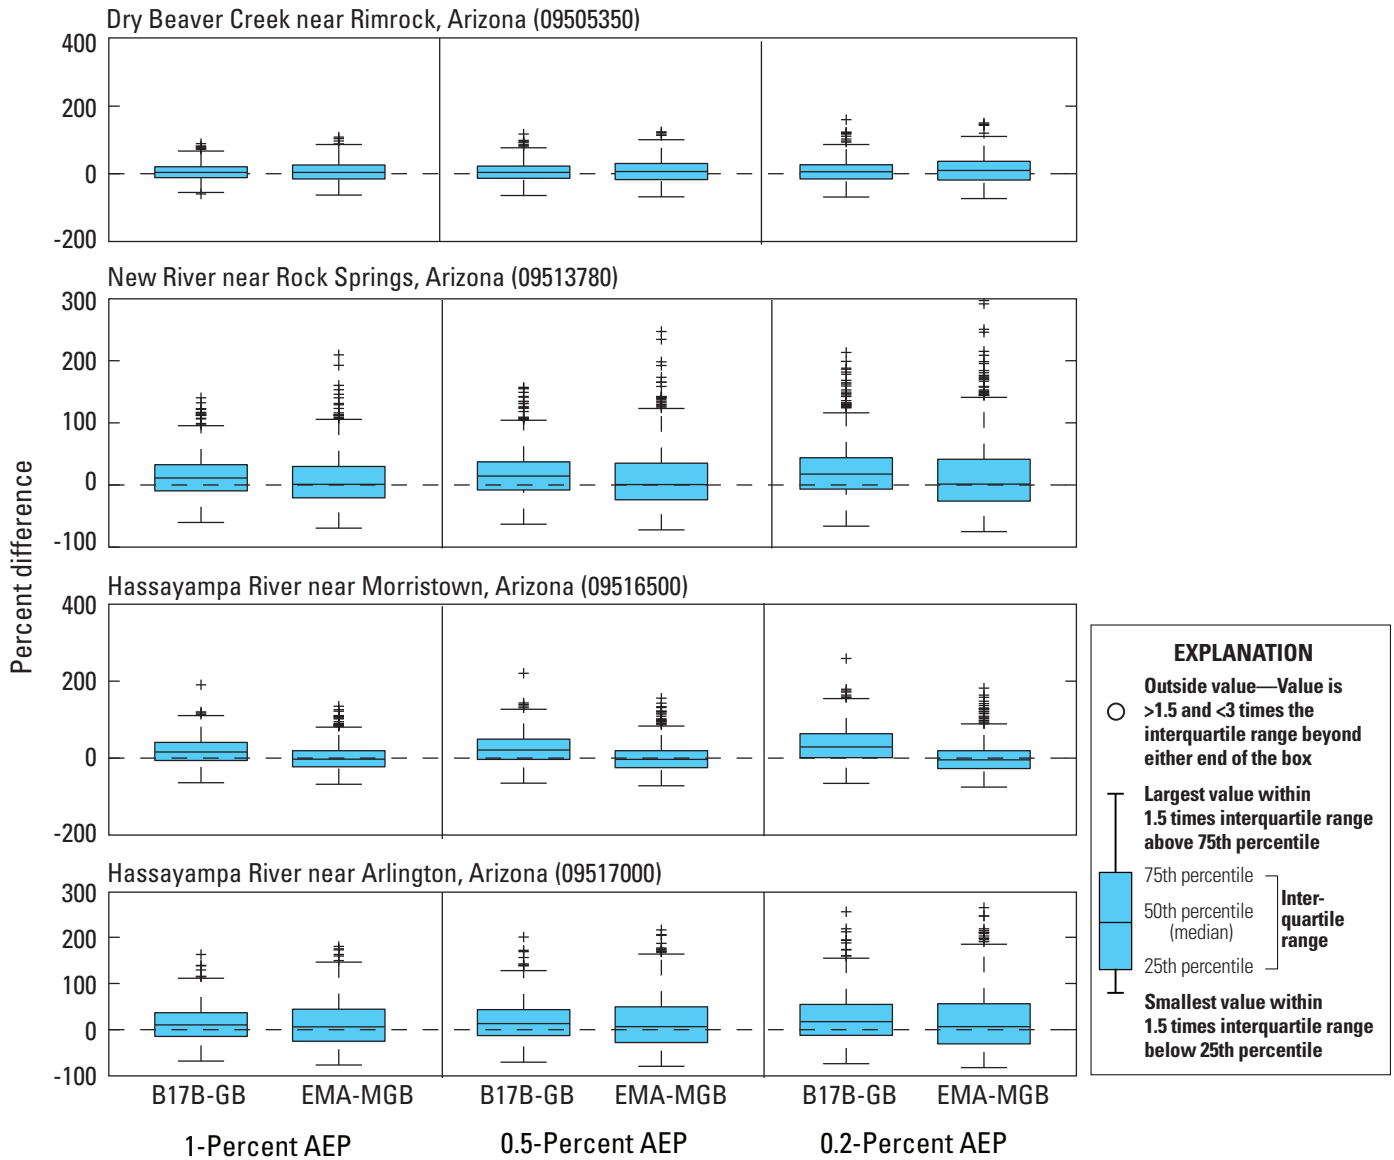 Dry Beaver Creek near Rimrock, Arizona (09505350)
400
200
0
-200
New River near Rock Springs, Arizona (09513780)
300
200
100
0
-100
Percent difference
Hassayampa River near Morristown, Arizona (09516500)
400
200
0
-200
Hassayampa River near Arlington, Arizona (09517000)
300
200
100
0
-100
B17B-GB EMA-MGB B17B-GB EMA-MGB B17B-GB EMA-MGB
1-Percent AEP 0.5-Percent AEP 0.2-Percent AEP
EXPLANATION
Outside value—Value is
>1.5 and <3 times the
interquartile range beyond
either end of the box
Largest value within
1.5 times interquartile range
above 75th percentile
75th percentile
50th percentile
(median)
25th percentile
Inter-
quartile
range
Smallest value within
1.5 times interquartile range
below 25th percentile